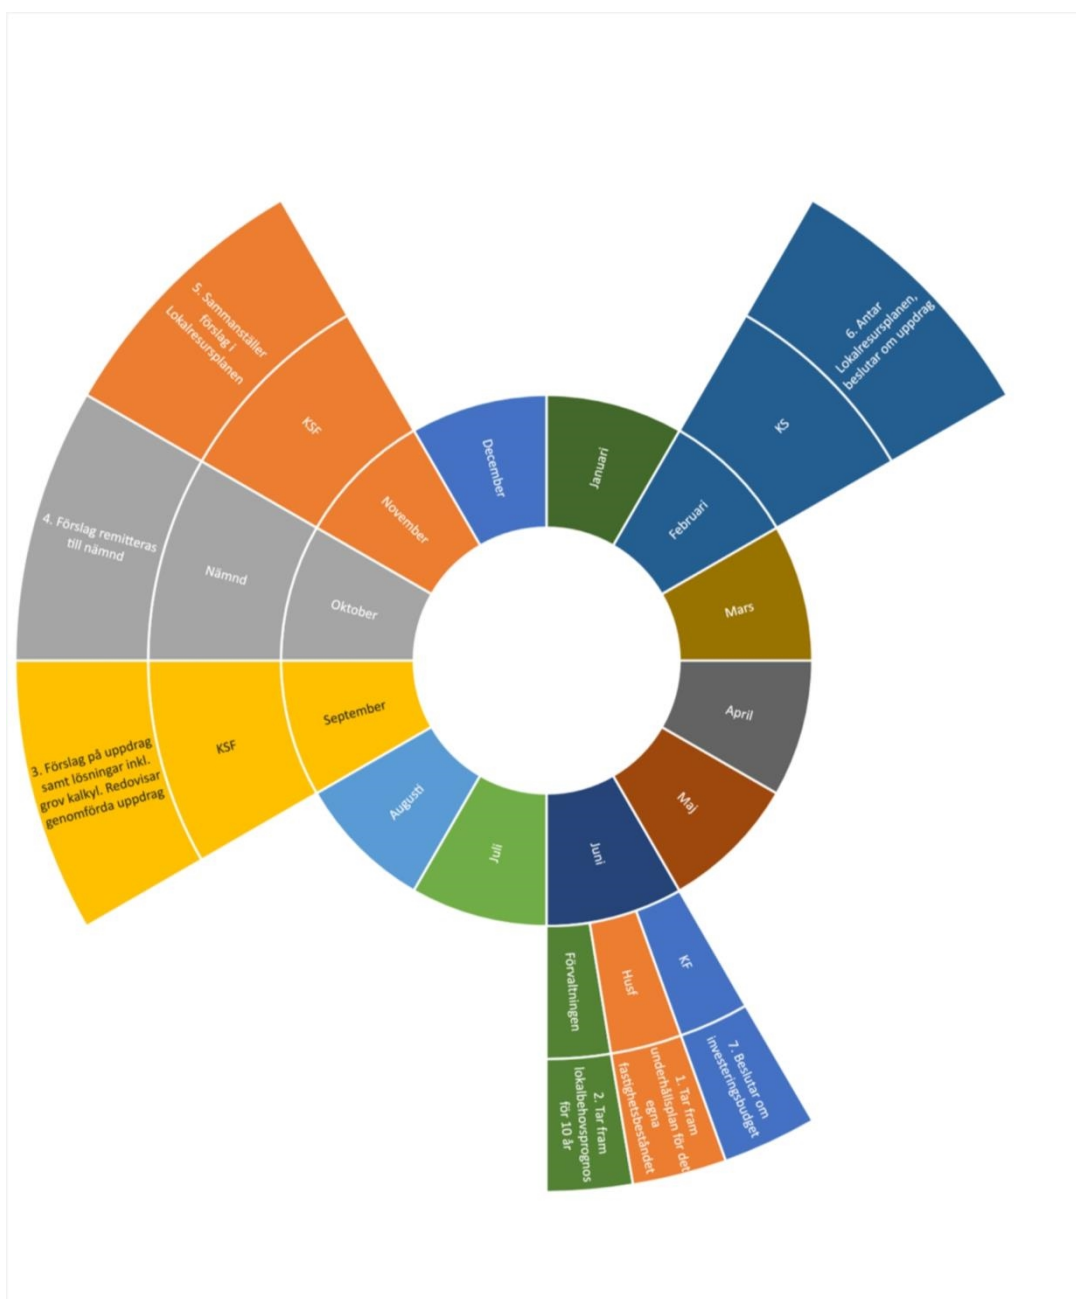 Januari
Februari
KS
6. Antar
Lokalresursplanen,
beslutar om uppdrag
Mars
April
Maj
Juni
KF
7. Beslutar om
investeringsbudget
Husf
1. Tar fram
underhållsplan för det
egna
fastighetsbeståndet
Förvaltningen
2. Tar fram
lokalbehovsprognos
för 10 år
Juli
Augusti
September
KSF
3. Förslag på uppdrag
samt lösningar inkl.
grov kalkyl. Redovisar
genomförda uppdrag
Oktober
Nämnd
4. Förslag remitteras
till nämnd
November
KSF
5. Sammanställer
förslag i
Lokalresursplanen
December